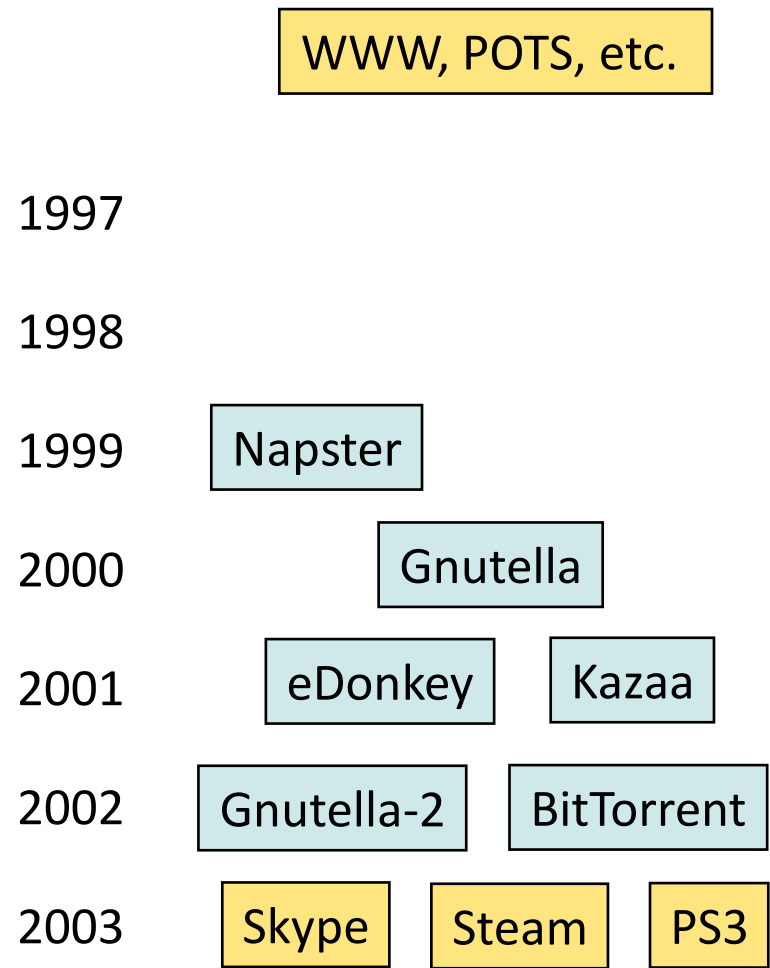 WWW, POTS, etc.
1997
1998
1999 Napster
2000 Gnutella
2001 eDonkey Kazaa
2002 Gnutella-2 BitTorrent
2003 Skype Steam PS3